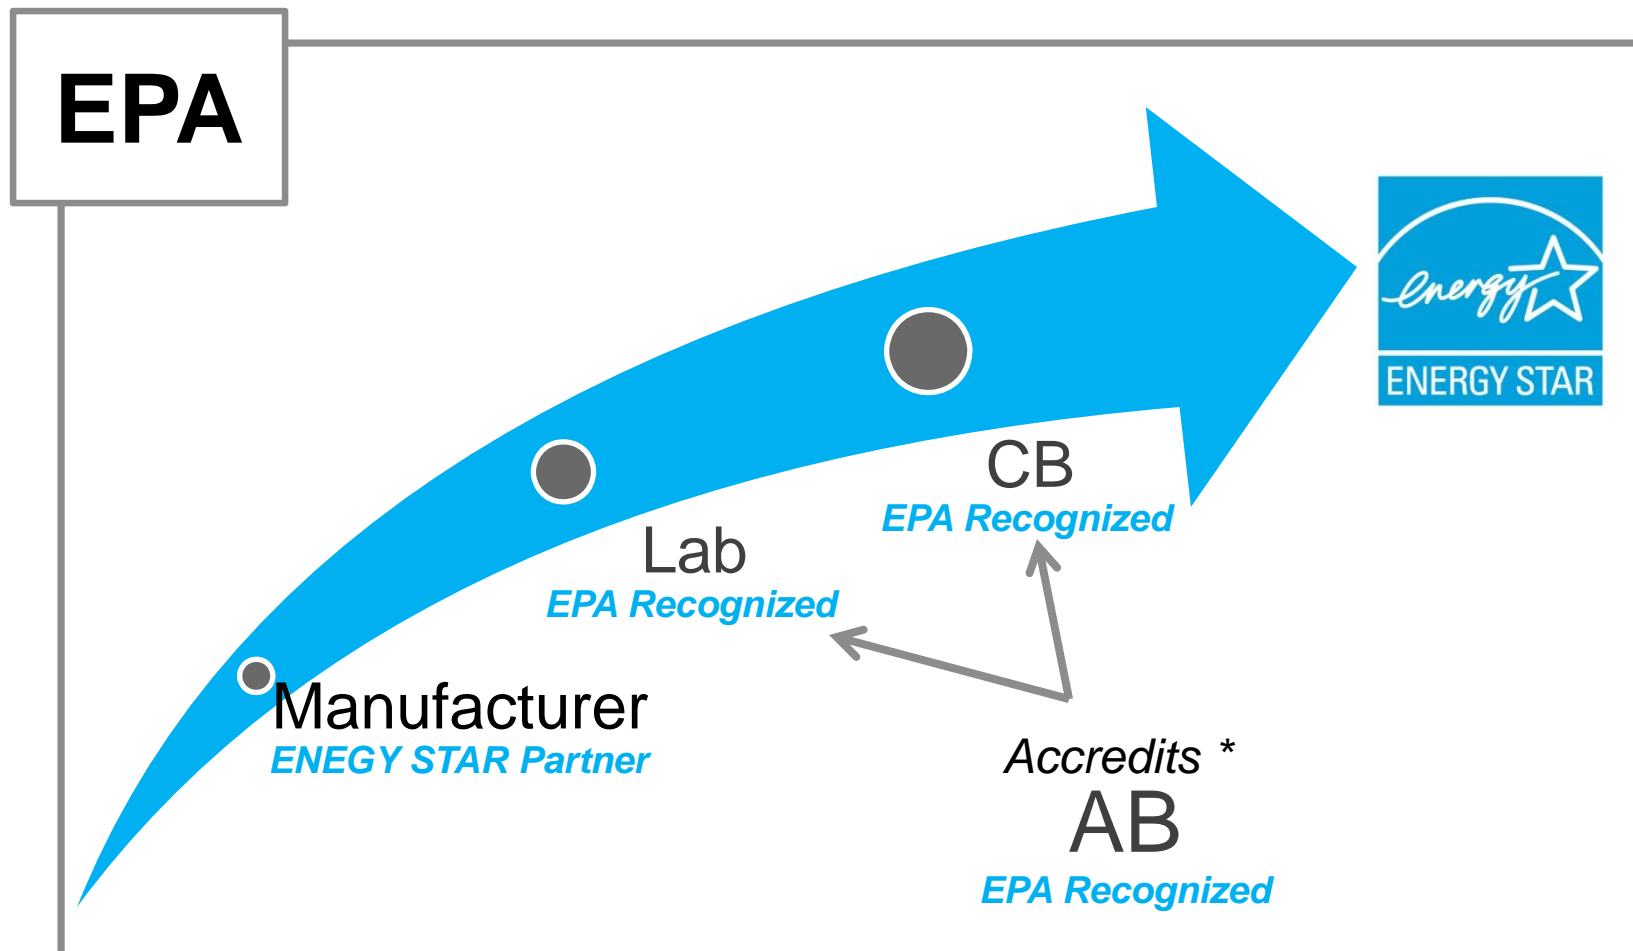 EPA
energy
ENERGY STAR
CB
EPA Recognized
Lab
EPA Recognized
Manufacturer
ENEGY STAR Partner
Accredits *
AB
EPA Recognized